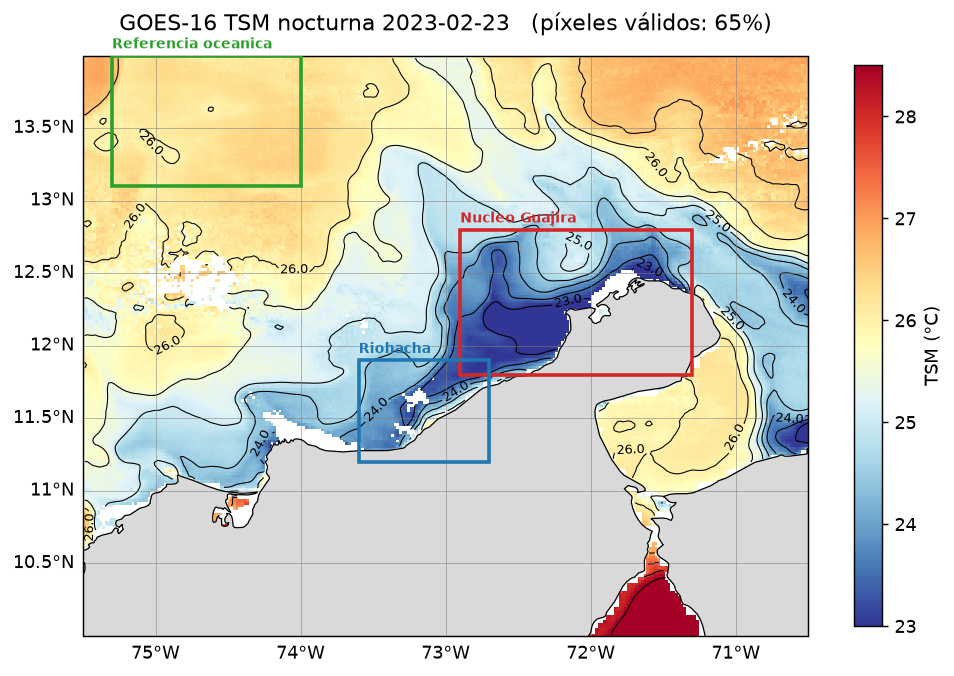 GOES-16 TSM nocturna 2023-02-23   (píxeles válidos: 65%)
Referencia oceanica
26.0
26.0
26.0
26.0
26.0
Nucleo Guajira
25.0
25.0
23.0
23.0
24.0
25.0
Riohacha
24.0
24.0
24.0
24.0
26.0
26.0
26.0
13.5°N
13°N
12.5°N
12°N
11.5°N
11°N
10.5°N
75°W
74°W
73°W
72°W
71°W
28
27
26
25
24
23
TSM (°C)